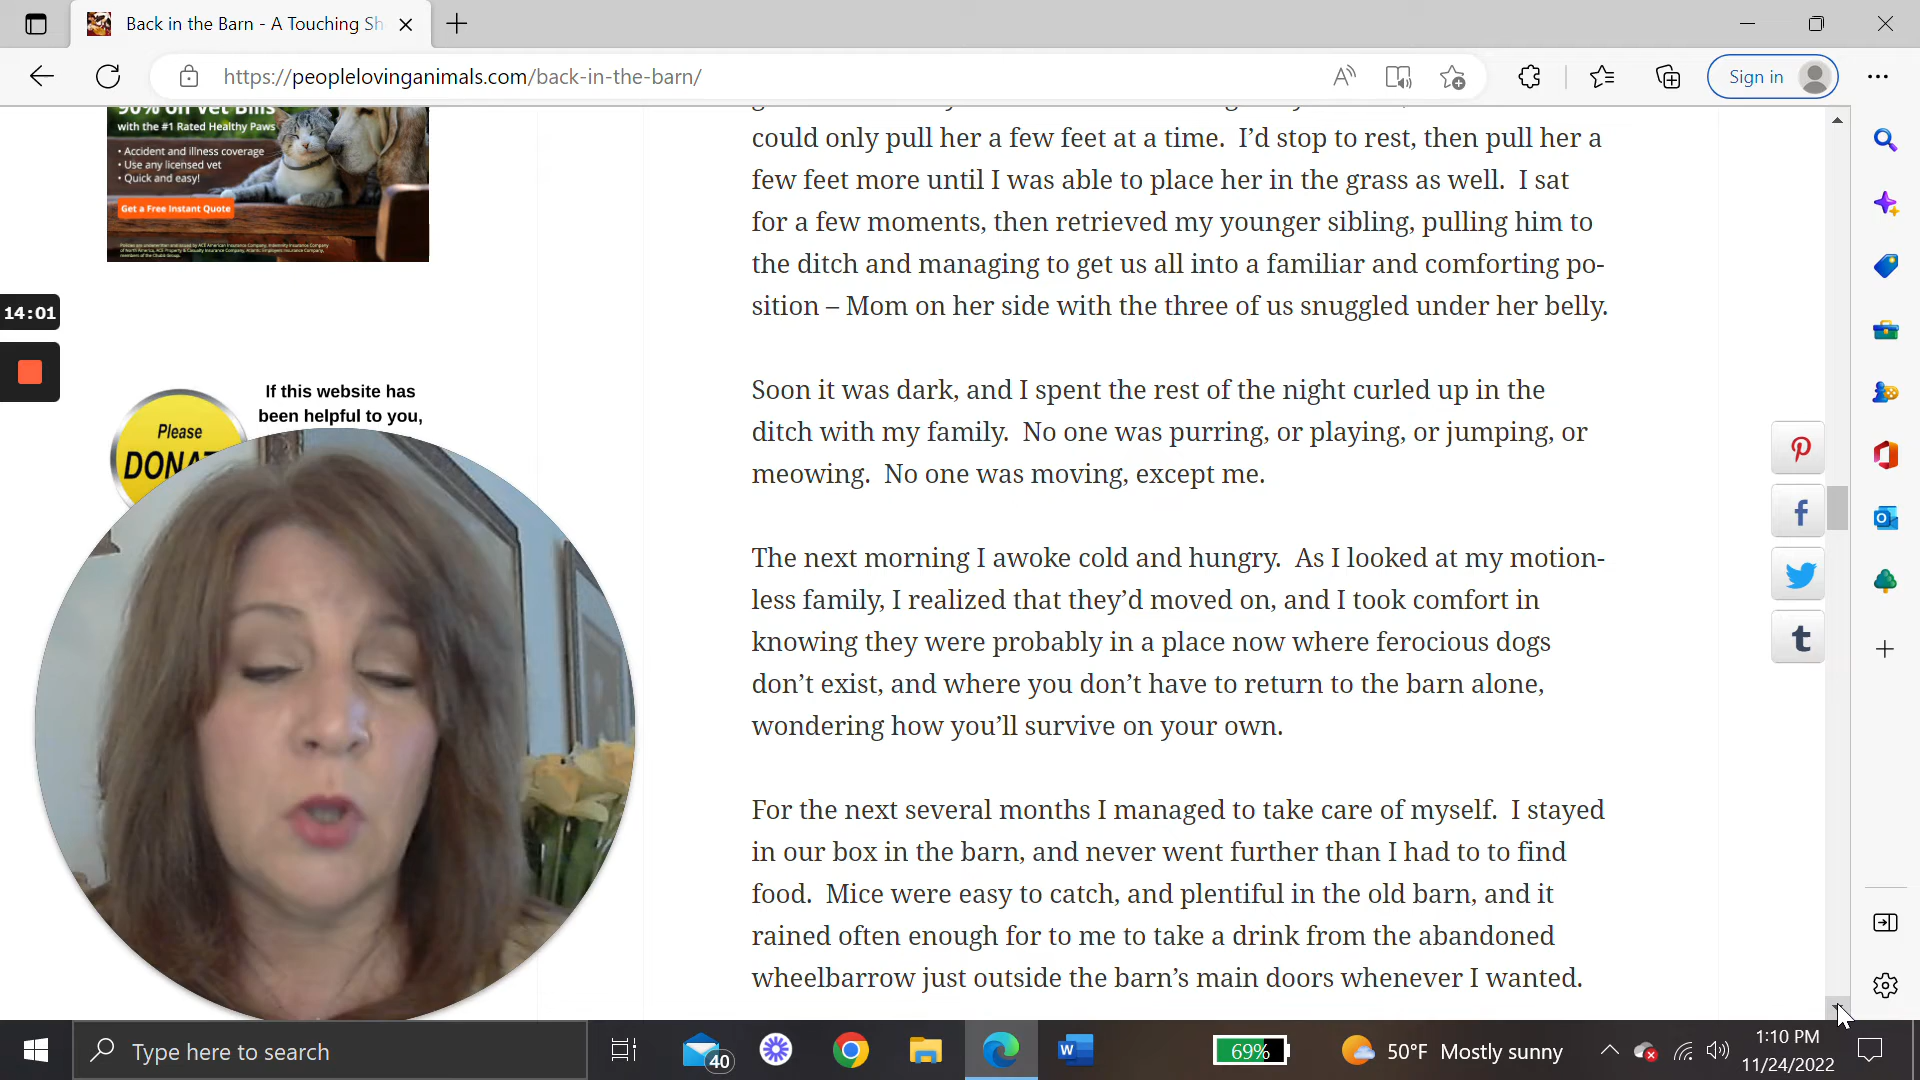 Back in the Barn - A Touching Sh
https://peoplelovinganimals.com/back-in-the-barn/
Sign in
90% on Vet Bills
with the #1 Rated Healthy Paws
• Accident and illness coverage
• Use any licensed vet
• Quick and easy!
Get a Free Instant Quote
14:01
If this website has
been helpful to you,
Please
DONA
could only pull her a few feet at a time.  I’d stop to rest, then pull her a
few feet more until I was able to place her in the grass as well.  I sat
for a few moments, then retrieved my younger sibling, pulling him to
the ditch and managing to get us all into a familiar and comforting po-
sition – Mom on her side with the three of us snuggled under her belly.
Soon it was dark, and I spent the rest of the night curled up in the
ditch with my family.  No one was purring, or playing, or jumping, or
meowing.  No one was moving, except me.
The next morning I awoke cold and hungry.  As I looked at my motion-
less family, I realized that they’d moved on, and I took comfort in
knowing they were probably in a place now where ferocious dogs
don’t exist, and where you don’t have to return to the barn alone,
wondering how you’ll survive on your own.
For the next several months I managed to take care of myself.  I stayed
in our box in the barn, and never went further than I had to to find
food.  Mice were easy to catch, and plentiful in the old barn, and it
rained often enough for to me to take a drink from the abandoned
wheelbarrow just outside the barn’s main doors whenever I wanted.
Type here to search
40
69%
50°F Mostly sunny
1:10 PM
11/24/2022